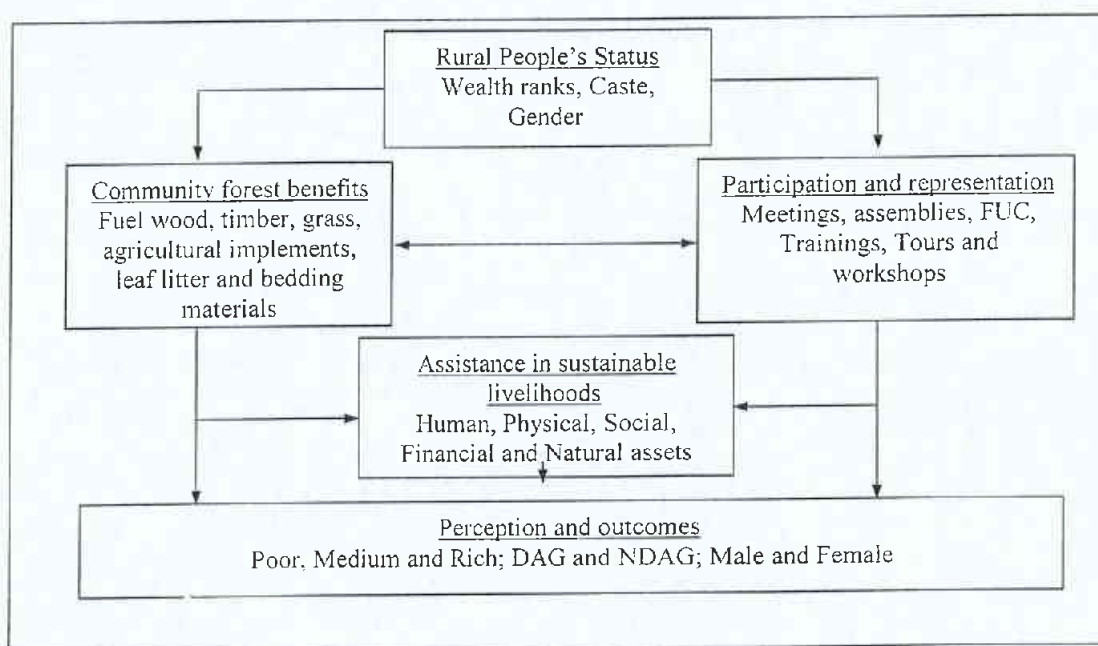 Rural People's Status
Wealth ranks, Caste,
Gender
Community forest benefits
Fuel wood, timber, grass,
agricultural implements,
leaf litter and bedding
materials
Participation and representation
Meetings, assemblies, FUC,
Trainings, Tours and
workshops
Assistance in sustainable
livelihoods
Human, Physical, Social,
Financial and Natural assets
Perception and outcomes
Poor, Medium and Rich; DAG and NDAG; Male and Female